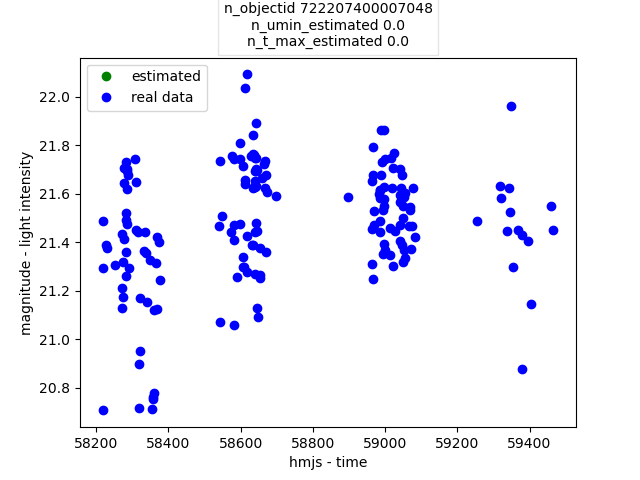 n_objectid 722207400007048
n_umin_estimated 0.0
n_t_max_estimated 0.0
estimated
real data
magnitude - light intensity
22.0
21.8
21.6
21.4
21.2
21.0
20.8
58200 58400 58600 58800 59000 59200 59400
hmjs - time